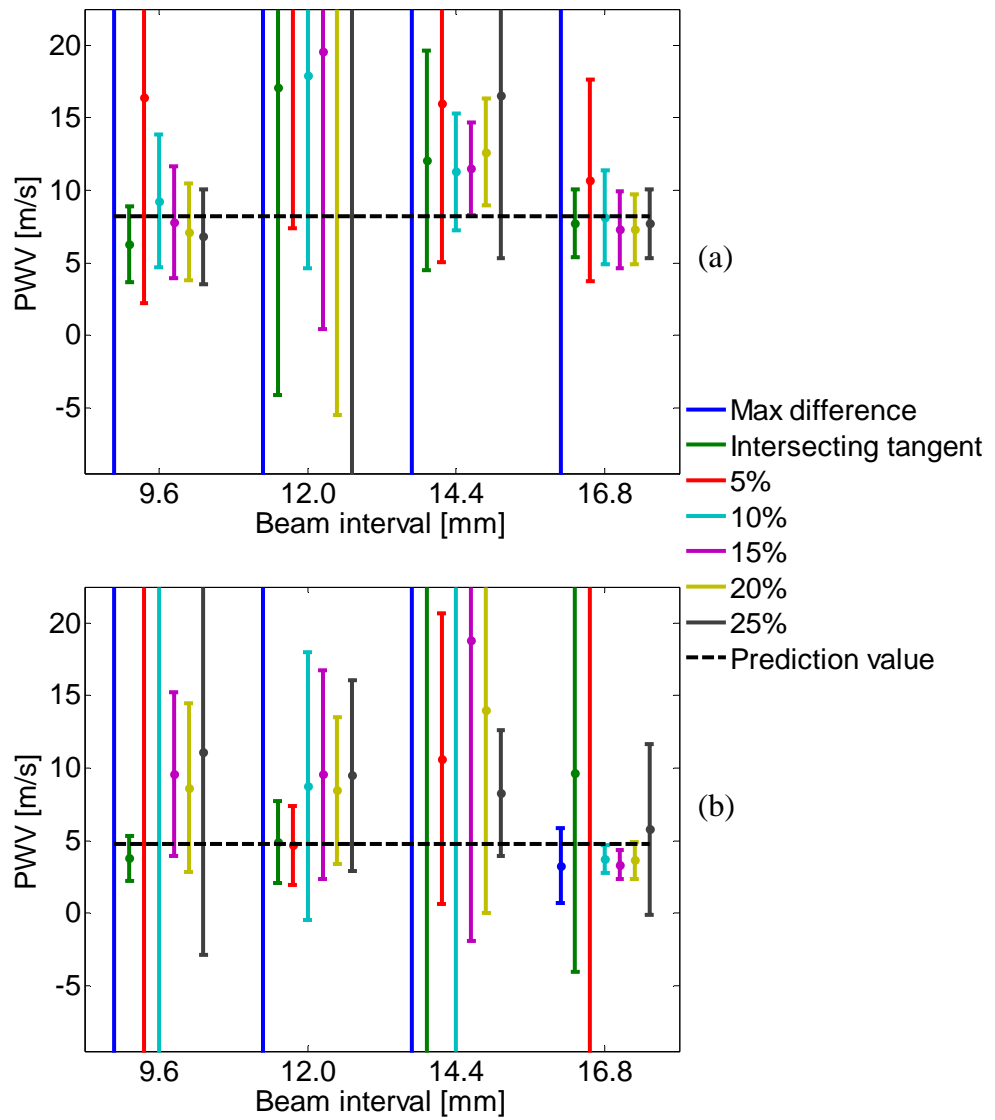 20
15
10
5
0
-5
PWV [m/s]
9.6 12.0 14.4 16.8
Beam interval [mm]
(a)
Max difference
Intersecting tangent
5%
10%
15%
20%
25%
Prediction value
20
15
10
5
0
-5
PWV [m/s]
9.6 12.0 14.4 16.8
Beam interval [mm]
(b)